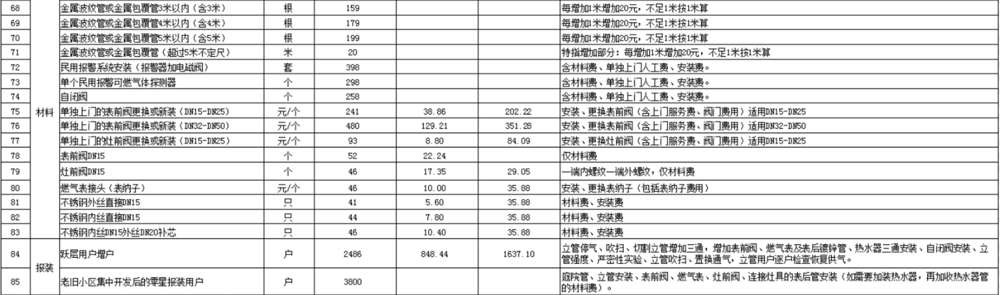 68 金属波纹管或金属包覆管3米以内（含3米） 根 159 每增加1米增加20元，不足1米按1米算
69 金属波纹管或金属包覆管4米以内（含4米） 根 179 每增加1米增加20元，不足1米按1米算
70 金属波纹管或金属包覆管5米以内（含5米） 根 199 每增加1米增加20元，不足1米按1米算
71 金属波纹管或金属包覆管（超过5米不定尺） 米 20 特指增加部分：每增加1米增加20元，不足1米按1米算
72 民用报警系统安装（报警器加电磁阀） 套 398 含材料费、单独上门人工费、安装费。
73 单个民用报警可燃气体探测器 个 298 含材料费、单独上门人工费、安装费。
74 自闭阀 个 258 含材料费、单独上门人工费、安装费。
75 材料 单独上门的表前阀更换或新装（DN15-DN25） 元/个 241 38.86 202.22 安装、更换表前阀（含上门服务费、阀门费用）适用DN15-DN25
76 单独上门的表前阀更换或新装（DN32-DN50） 元/个 480 129.21 351.28 安装、更换表前阀（含上门服务费、阀门费用）适用DN32-DN50
77 单独上门的灶前阀更换或新装（DN15-DN25） 元/个 93 8.80 84.09 安装、更换灶前阀（含上门服务费、阀门费用）适用DN15-DN25
78 表前阀DN15 个 52 22.24 仅材料费
79 灶前阀DN15 个 46 17.35 29.05 一端内螺纹一端外螺纹，仅材料费
80 燃气表接头（表纳子） 元/个 46 10.00 35.88 安装、更换表纳子（包括表纳子费用）
81 不锈钢外丝直接DN15 只 41 5.60 35.88 材料费、安装费
82 不锈钢内丝直接DN15 只 44 7.80 35.88 材料费、安装费
83 不锈钢内丝DN15外丝DN20补芯 只 46 10.40 35.88 材料费、安装费
84 跃层用户增户 户 2486 848.44 1637.10 立管停气、吹扫、切割立管增加三通，增加表前阀、燃气表及表后镀锌管、热水器三通安装、自闭阀安装、立
管强度、严密性实验、立管吹扫、置换通气，立管用户逐户检查恢复供气。
报装
85 老旧小区集中开发后的零星报装用户 户 3800 庭院管、立管安装、表前阀、燃气表、灶前阀、连接灶具的表后管安装（如需要加装热水器，再加收热水器管
的材料费）。